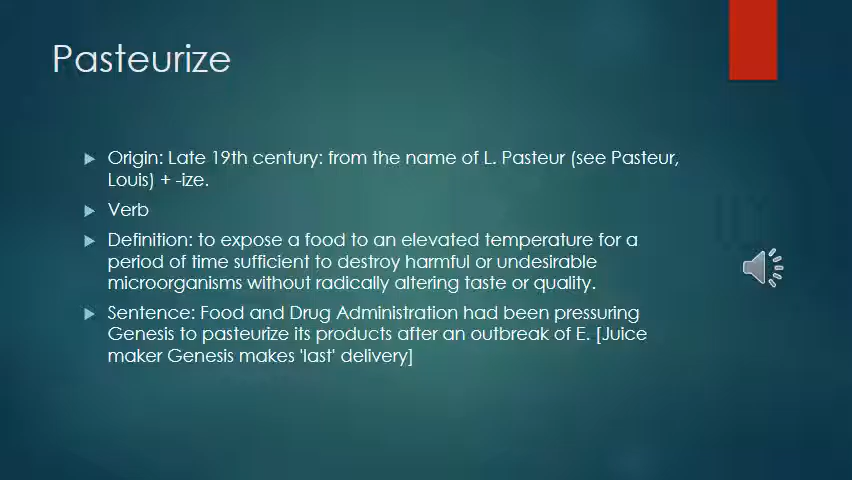 Pasteurize
Origin: Late 19th century: from the name of L. Pasteur (see Pasteur,
Louis) + -ize.
Verb
Definition: to expose a food to an elevated temperature for a
period of time sufficient to destroy harmful or undesirable
microorganisms without radically altering taste or quality.
Sentence: Food and Drug Administration had been pressuring
Genesis to pasteurize its products after an outbreak of E. [Juice
maker Genesis makes 'last' delivery]